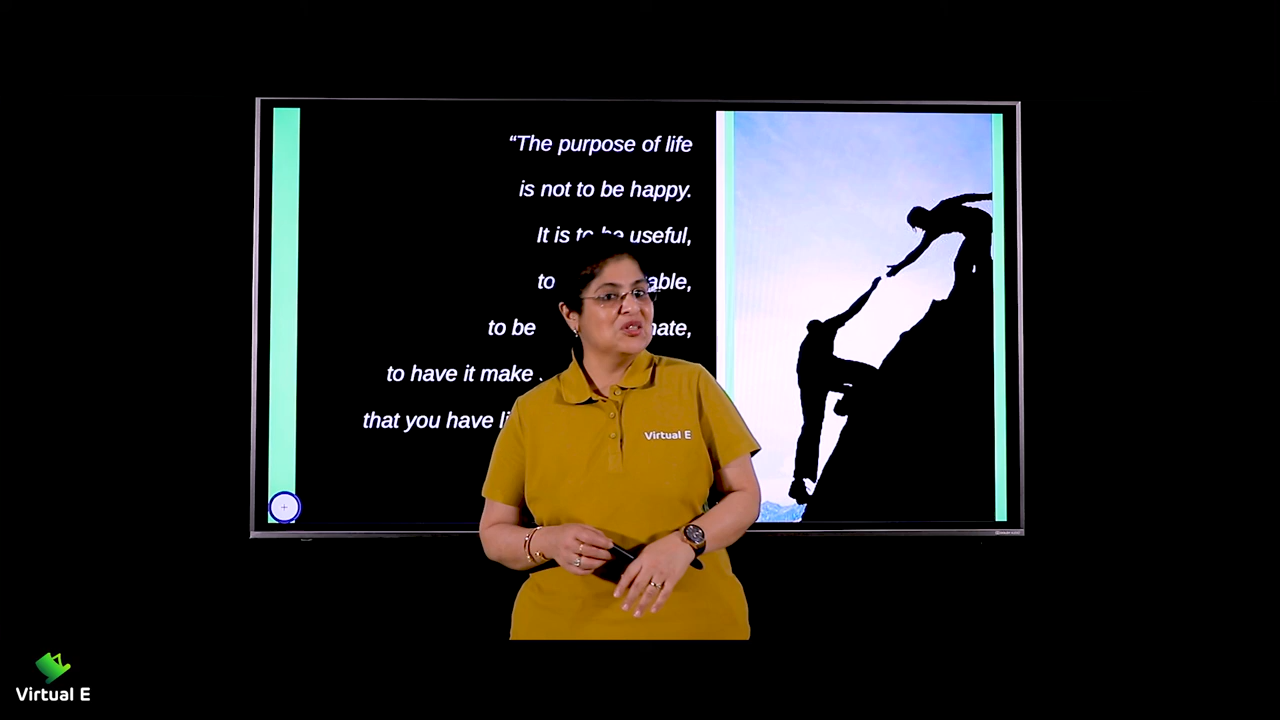 “The purpose of life
is not to be happy.
It is to be useful,
to
to be
to have it make
that you have
Virtual E
Virtual E